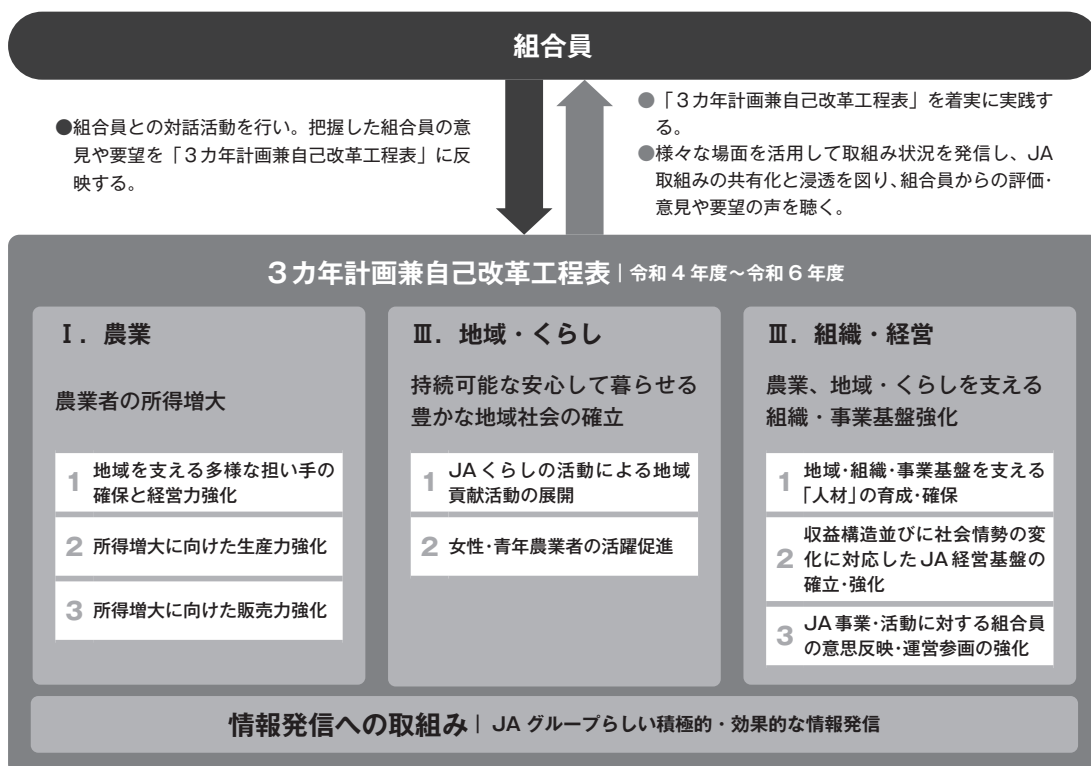 組合員
●組合員との対話活動を行い。把握した組合員の意
見や要望を「3カ年計画兼自己改革工程表」に反
映する。
●「3カ年計画兼自己改革工程表」を着実に実践す
る。
●様々な場面を活用して取組み状況を発信し、JA
取組みの共有化と浸透を図り、組合員からの評価・
意見や要望の声を聴く。
3カ年計画兼自己改革工程表｜令和4年度～令和6年度
Ⅰ．農業
農業者の所得増大
1 地域を支える多様な担い手の
確保と経営力強化
2 所得増大に向けた生産力強化
3 所得増大に向けた販売力強化
Ⅲ．地域・くらし
持続可能な安心して暮らせる
豊かな地域社会の確立
1 JAくらしの活動による地域
貢献活動の展開
2 女性・青年農業者の活躍促進
Ⅲ．組織・経営
農業、地域・くらしを支える
組織・事業基盤強化
1 地域・組織・事業基盤を支える
「人材」の育成・確保
2 収益構造並びに社会情勢の変
化に対応したJA経営基盤の
確立・強化
3 JA事業・活動に対する組合員
の意思反映・運営参画の強化
情報発信への取組み｜JAグループらしい積極的・効果的な情報発信